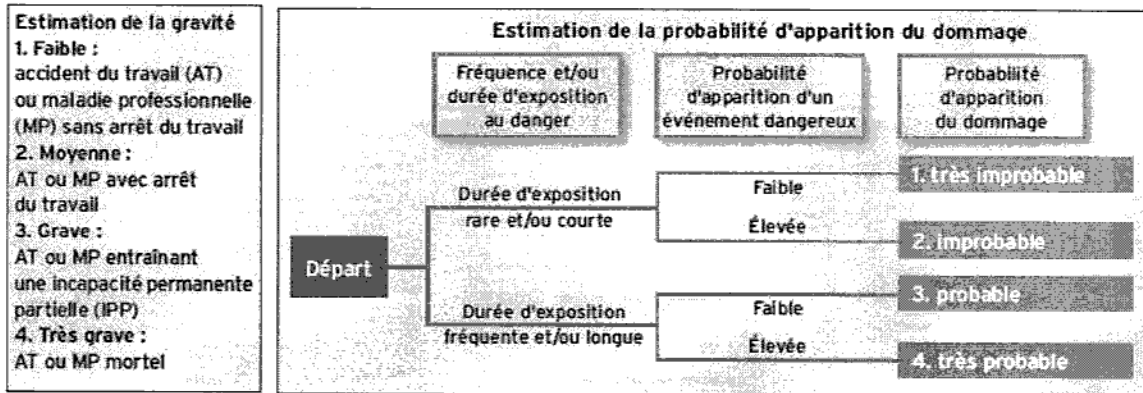 Estimation de la gravité
1. Faible :
accident du travail (AT)
ou maladie professionnelle
(MP) sans arrêt du travail
2. Moyenne :
AT ou MP avec arrêt
du travail
3. Grave :
AT ou MP entraînant
une incapacité permanente
partielle (IPP)
4. Très grave :
AT ou MP mortel
Estimation de la probabilité d'apparition du dommage
Fréquence et/ou
durée d'exposition
au danger
Probabilité
d'apparition d'un
événement dangereux
Probabilité
d'apparition
du dommage
Départ
Durée d'exposition
rare et/ou courte
Faible
Élevée
1. très improbable
2. improbable
Durée d'exposition
fréquente et/ou longue
Faible
Élevée
3. probable
4. très probable